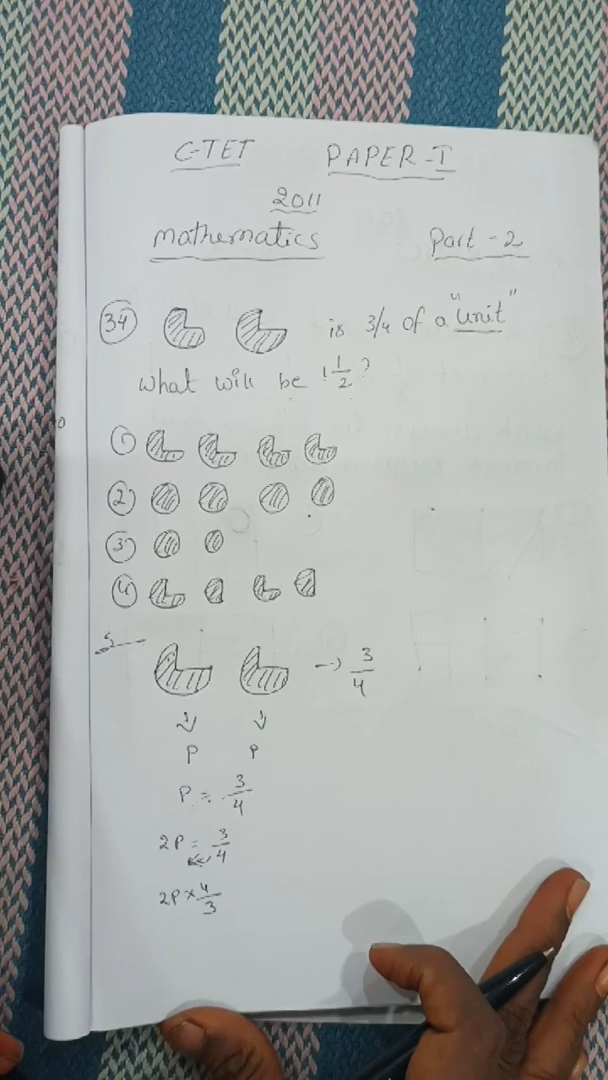 C-TET PAPER-I
2011
Mathematics Part-2
34 is 3/4 of a "unit"
What will be 1 1/2?
1
2
3
4
S
→ 3/4
P P
P = 3/4
2P = 3/4
2P × 4/3